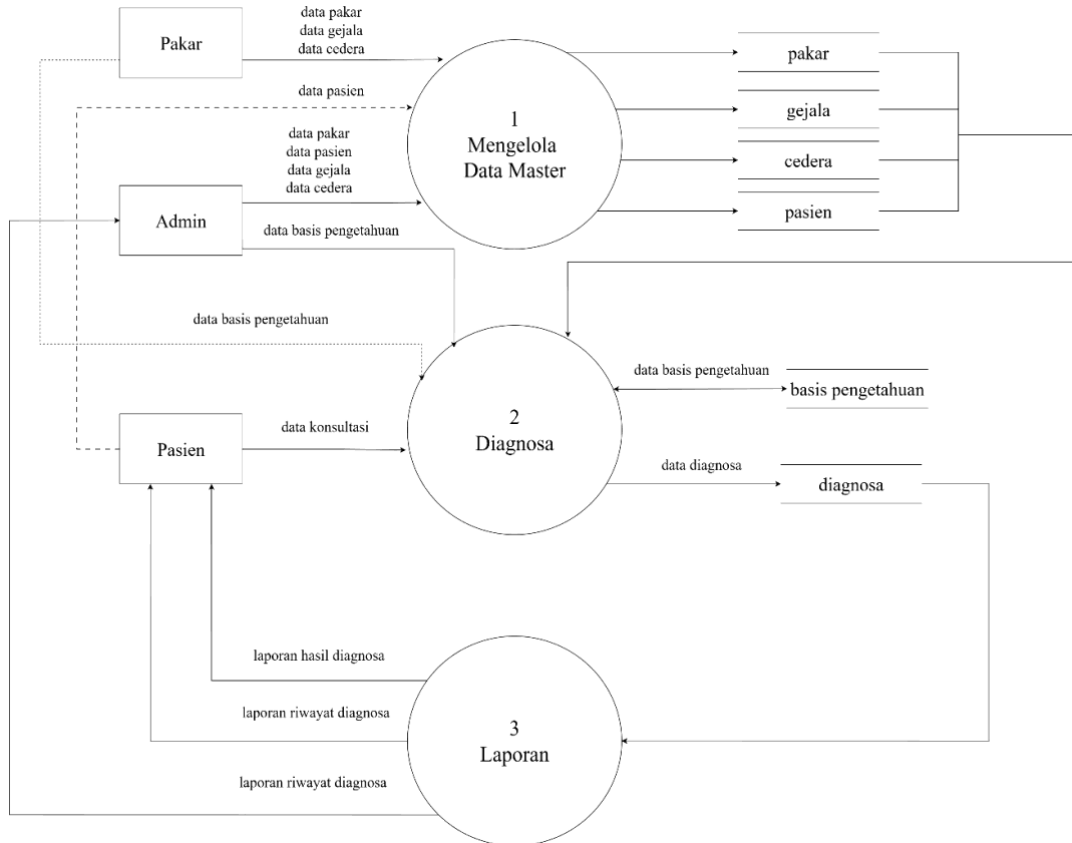 Pakar
data pakar
data gejala
data cedera
data pasien
data pakar
data pasien
data gejala
data cedera
Admin
data basis pengetahuan
1
Mengelola
Data Master
pakar
gejala
cedera
pasien
data basis pengetahuan
Pasien
data konsultasi
2
Diagnosa
data basis pengetahuan
basis pengetahuan
data diagnosa
diagnosa
laporan hasil diagnosa
laporan riwayat diagnosa
laporan riwayat diagnosa
3
Laporan